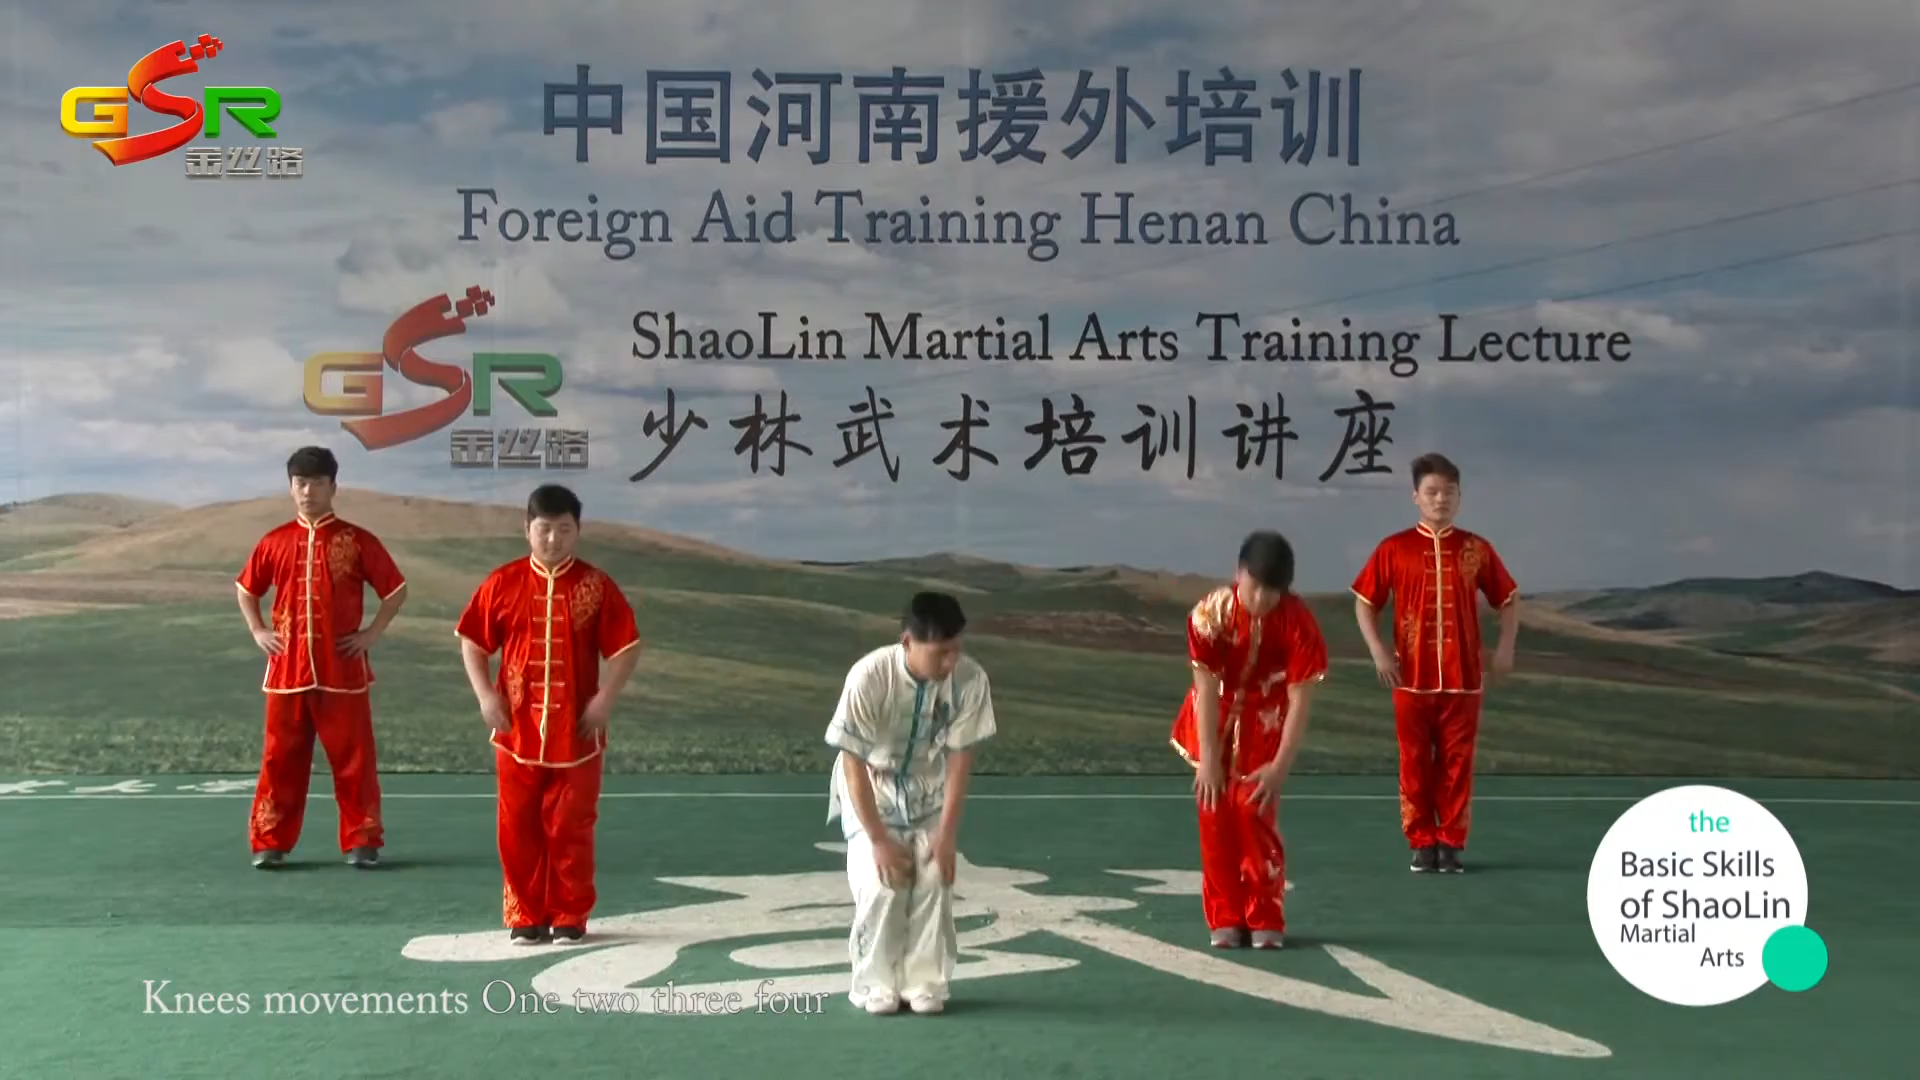 GSR
金丝路
中国河南援外培训
Foreign Aid Training Henan China
GSR
金丝路
ShaoLin Martial Arts Training Lecture
少林武术培训讲座
the
Basic Skills
of ShaoLin
Martial
Arts
Knees movements One two three four